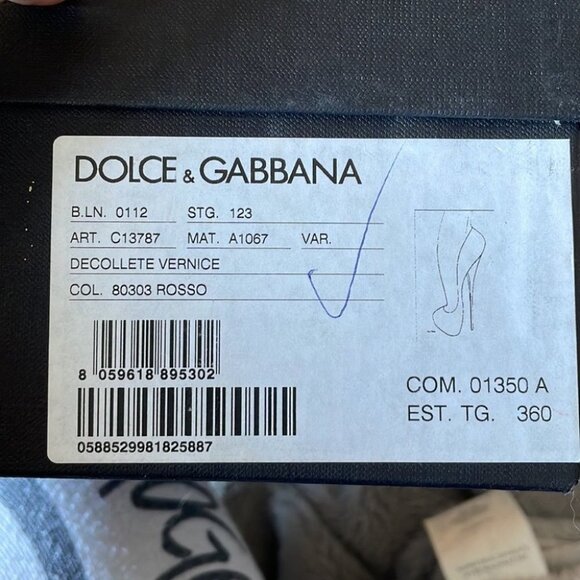 DOLCE & GABBANA
B.LN. 0112 STG. 123
ART. C13787 MAT. A1067 VAR.
DECOLLETE VERNICE
COL. 80303 ROSSO
8 059618 895302
0588529981825887
COM. 01350 A
EST. TG. 360